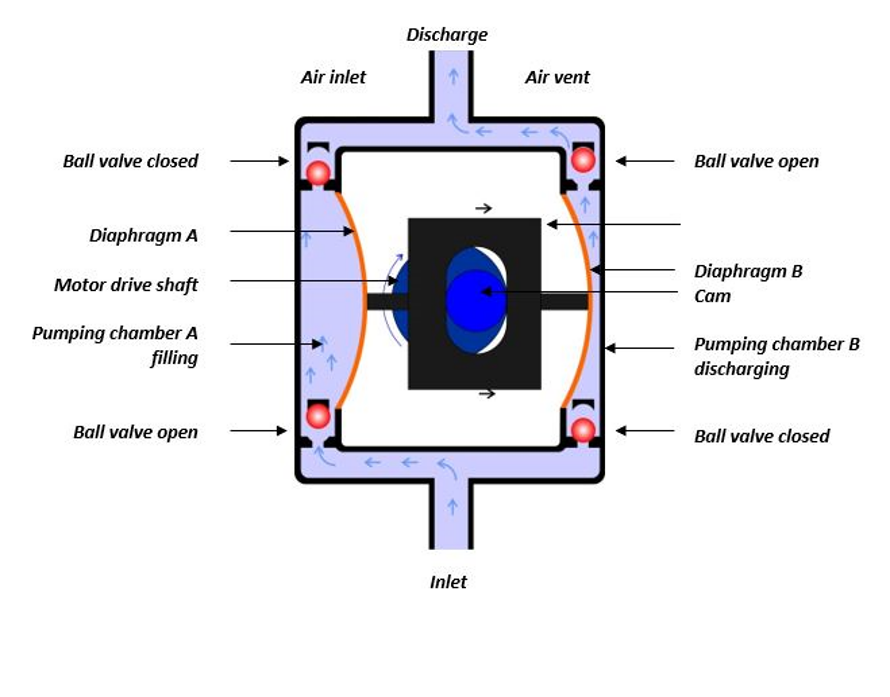 Discharge
Air inlet
Air vent
Ball valve closed
Ball valve open
Diaphragm A
Motor drive shaft
Diaphragm B
Cam
Pumping chamber A
filling
Pumping chamber B
discharging
Ball valve open
Ball valve closed
Inlet